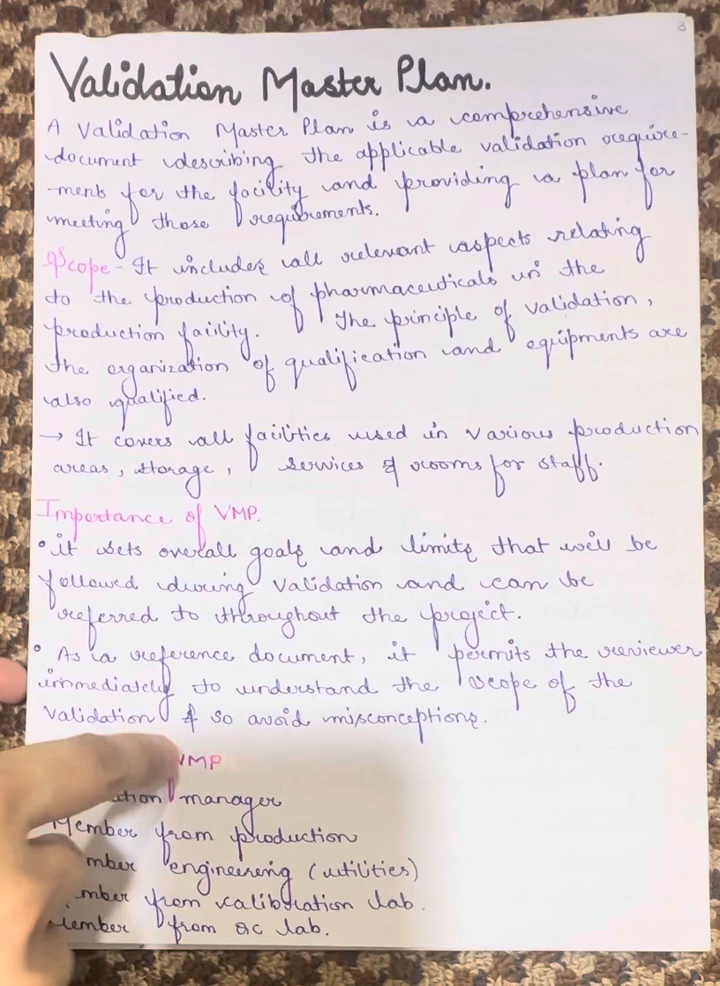 Validation Master Plan.
A Validation Master Plan is a comprehensive
document describing the applicable validation require-
-ments for the facility and providing a plan for
meeting those requirements.
Scope - It includes all relevant aspects relating
to the production of pharmaceuticals in the
production facility. The principle of validation,
the organization of qualification and equipments are
also qualified.
→ It covers all facilities used in various production
areas, storage, services & rooms for staff.
Importance of VMP.
• it sets overall goals and limits that will be
followed during validation and can be
referred to throughout the project.
• As a reference document, it permits the reviewer
immediately to understand the scope of the
validation & so avoid misconceptions.
VMP
manager
Member from production
engineering (utilities)
from calibration lab.
Member from QC lab.